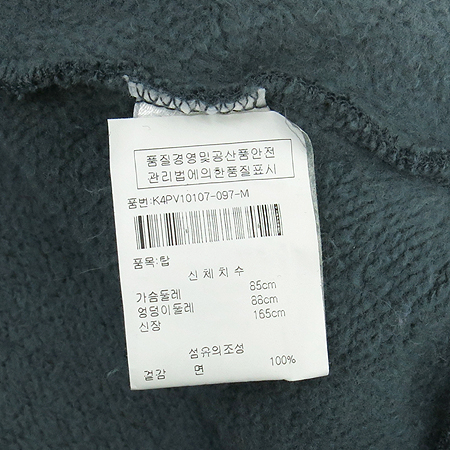 품질경영및공산품안전
관리법에의한품질표시
품번:K4PV10107-097-M
품목:탑
신체치수
가슴둘레 85cm
엉덩이둘레 88cm
신장 165cm
섬유의조성
겉감 면 100%